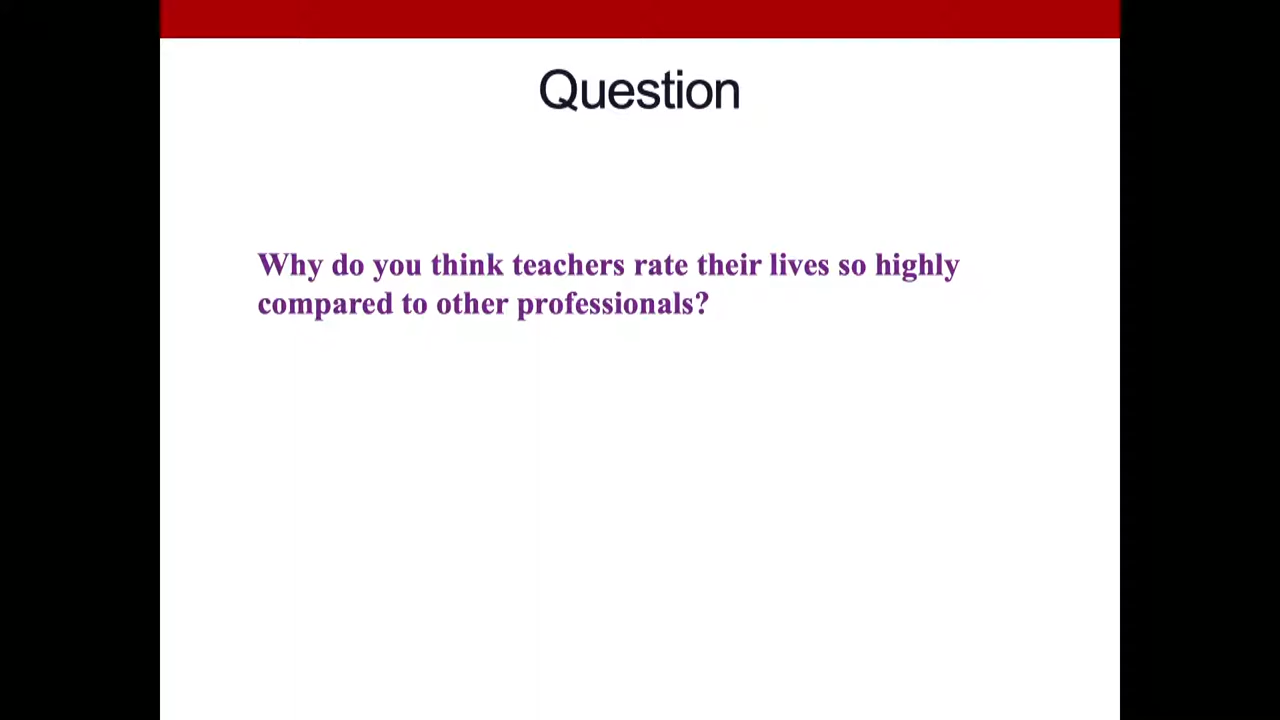 Question
Why do you think teachers rate their lives so highly
compared to other professionals?